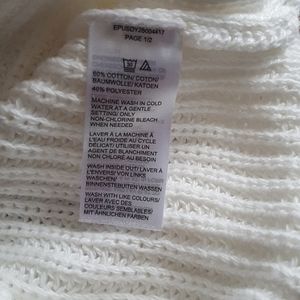 EPUSDY25004417
PAGE 1/2
30
60% COTTON/ COTON/
BAUMWOLLE/ KATOEN
40% POLYESTER
MACHINE WASH IN COLD
WATER AT A GENTLE
SETTING/ ONLY
NON-CHLORINE BLEACH
WHEN NEEDED
LAVER À LA MACHINE À
L'EAU FROIDE AU CYCLE
DELICAT/ UTILISER UN
AGENT DE BLANCHIMENT
NON CHLORÉ AU BESOIN
WASH INSIDE OUT/ LAVER À
L'ENVERS/ VON LINKS
WASCHEN/
BINNENSTEBUITEN WASSEN
WASH WITH LIKE COLOURS/
LAVER AVEC DES
COULEURS SEMBLABLES/
MIT ÄHNLICHEN FARBEN